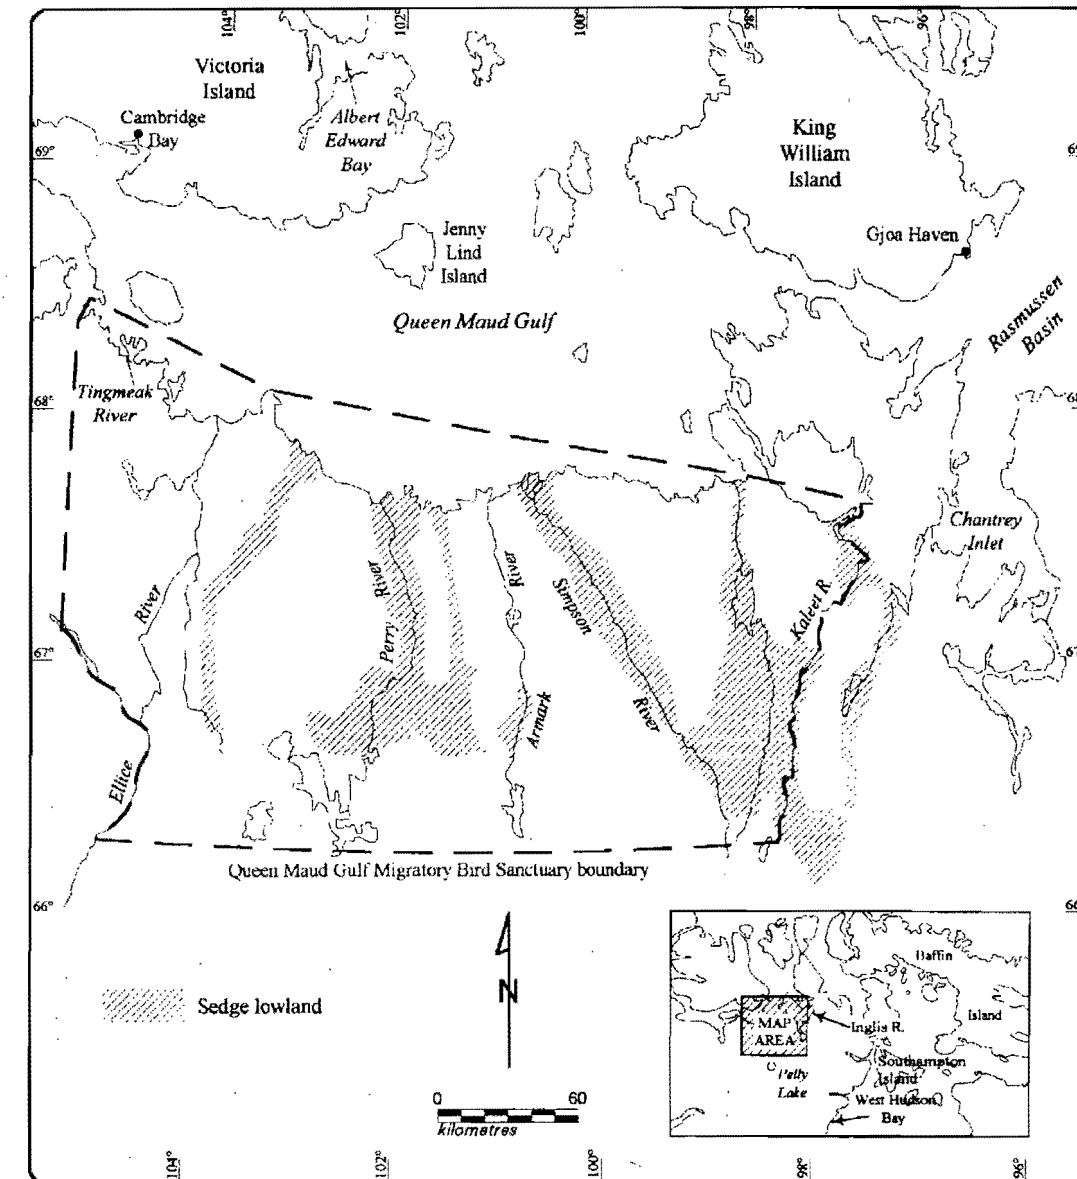 104°
102°
100°
98°
96°
Victoria
Island
Cambridge
Bay
Albert
Edward
Bay
King
William
Island
69°
Jenny
Lind
Island
Gjoa Haven
Queen Maud Gulf
Rasmussen
Basin
Tingmeak
River
68°
68
Chantrey
Inlet
River
Perry
River
River
Armark
Simpson
River
Kaleet R.
67°
67
Ellice
Queen Maud Gulf Migratory Bird Sanctuary boundary
66°
66
N
Sedge lowland
0 60
kilometres
Baffin
Island
MAP
AREA
Inglis R.
Southampton
Island
Pelly
Lake
West Hudson
Bay
104°
102°
100°
98°
96°